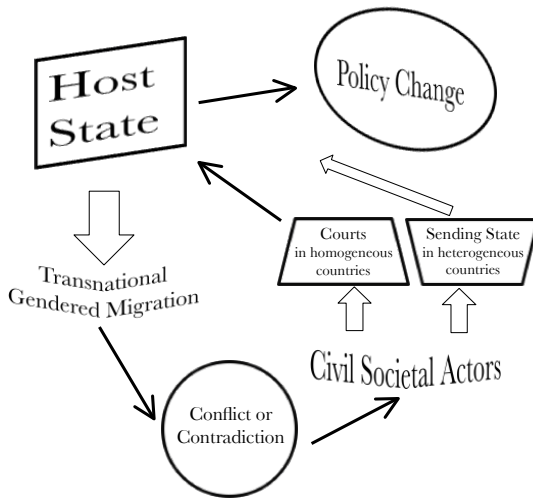 Host
State
Policy Change
Courts
in homogeneous
countries
Sending State
in heterogeneous
countries
Transnational
Gendered Migration
Civil Societal Actors
Conflict or
Contradiction